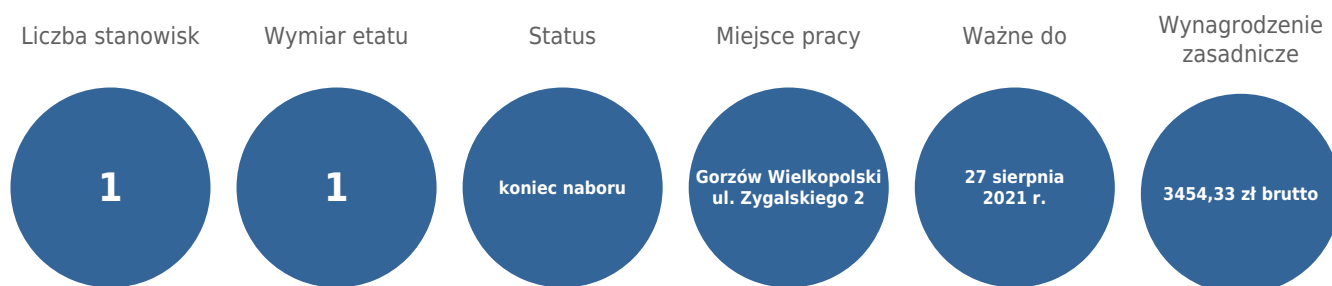 Liczba stanowisk
1
Wymiar etatu
1
Status
koniec naboru
Miejsce pracy
Gorzów Wielkopolski
ul. Zygalskiego 2
Ważne do
27 sierpnia
2021 r.
Wynagrodzenie
zasadnicze
3454,33 zł brutto